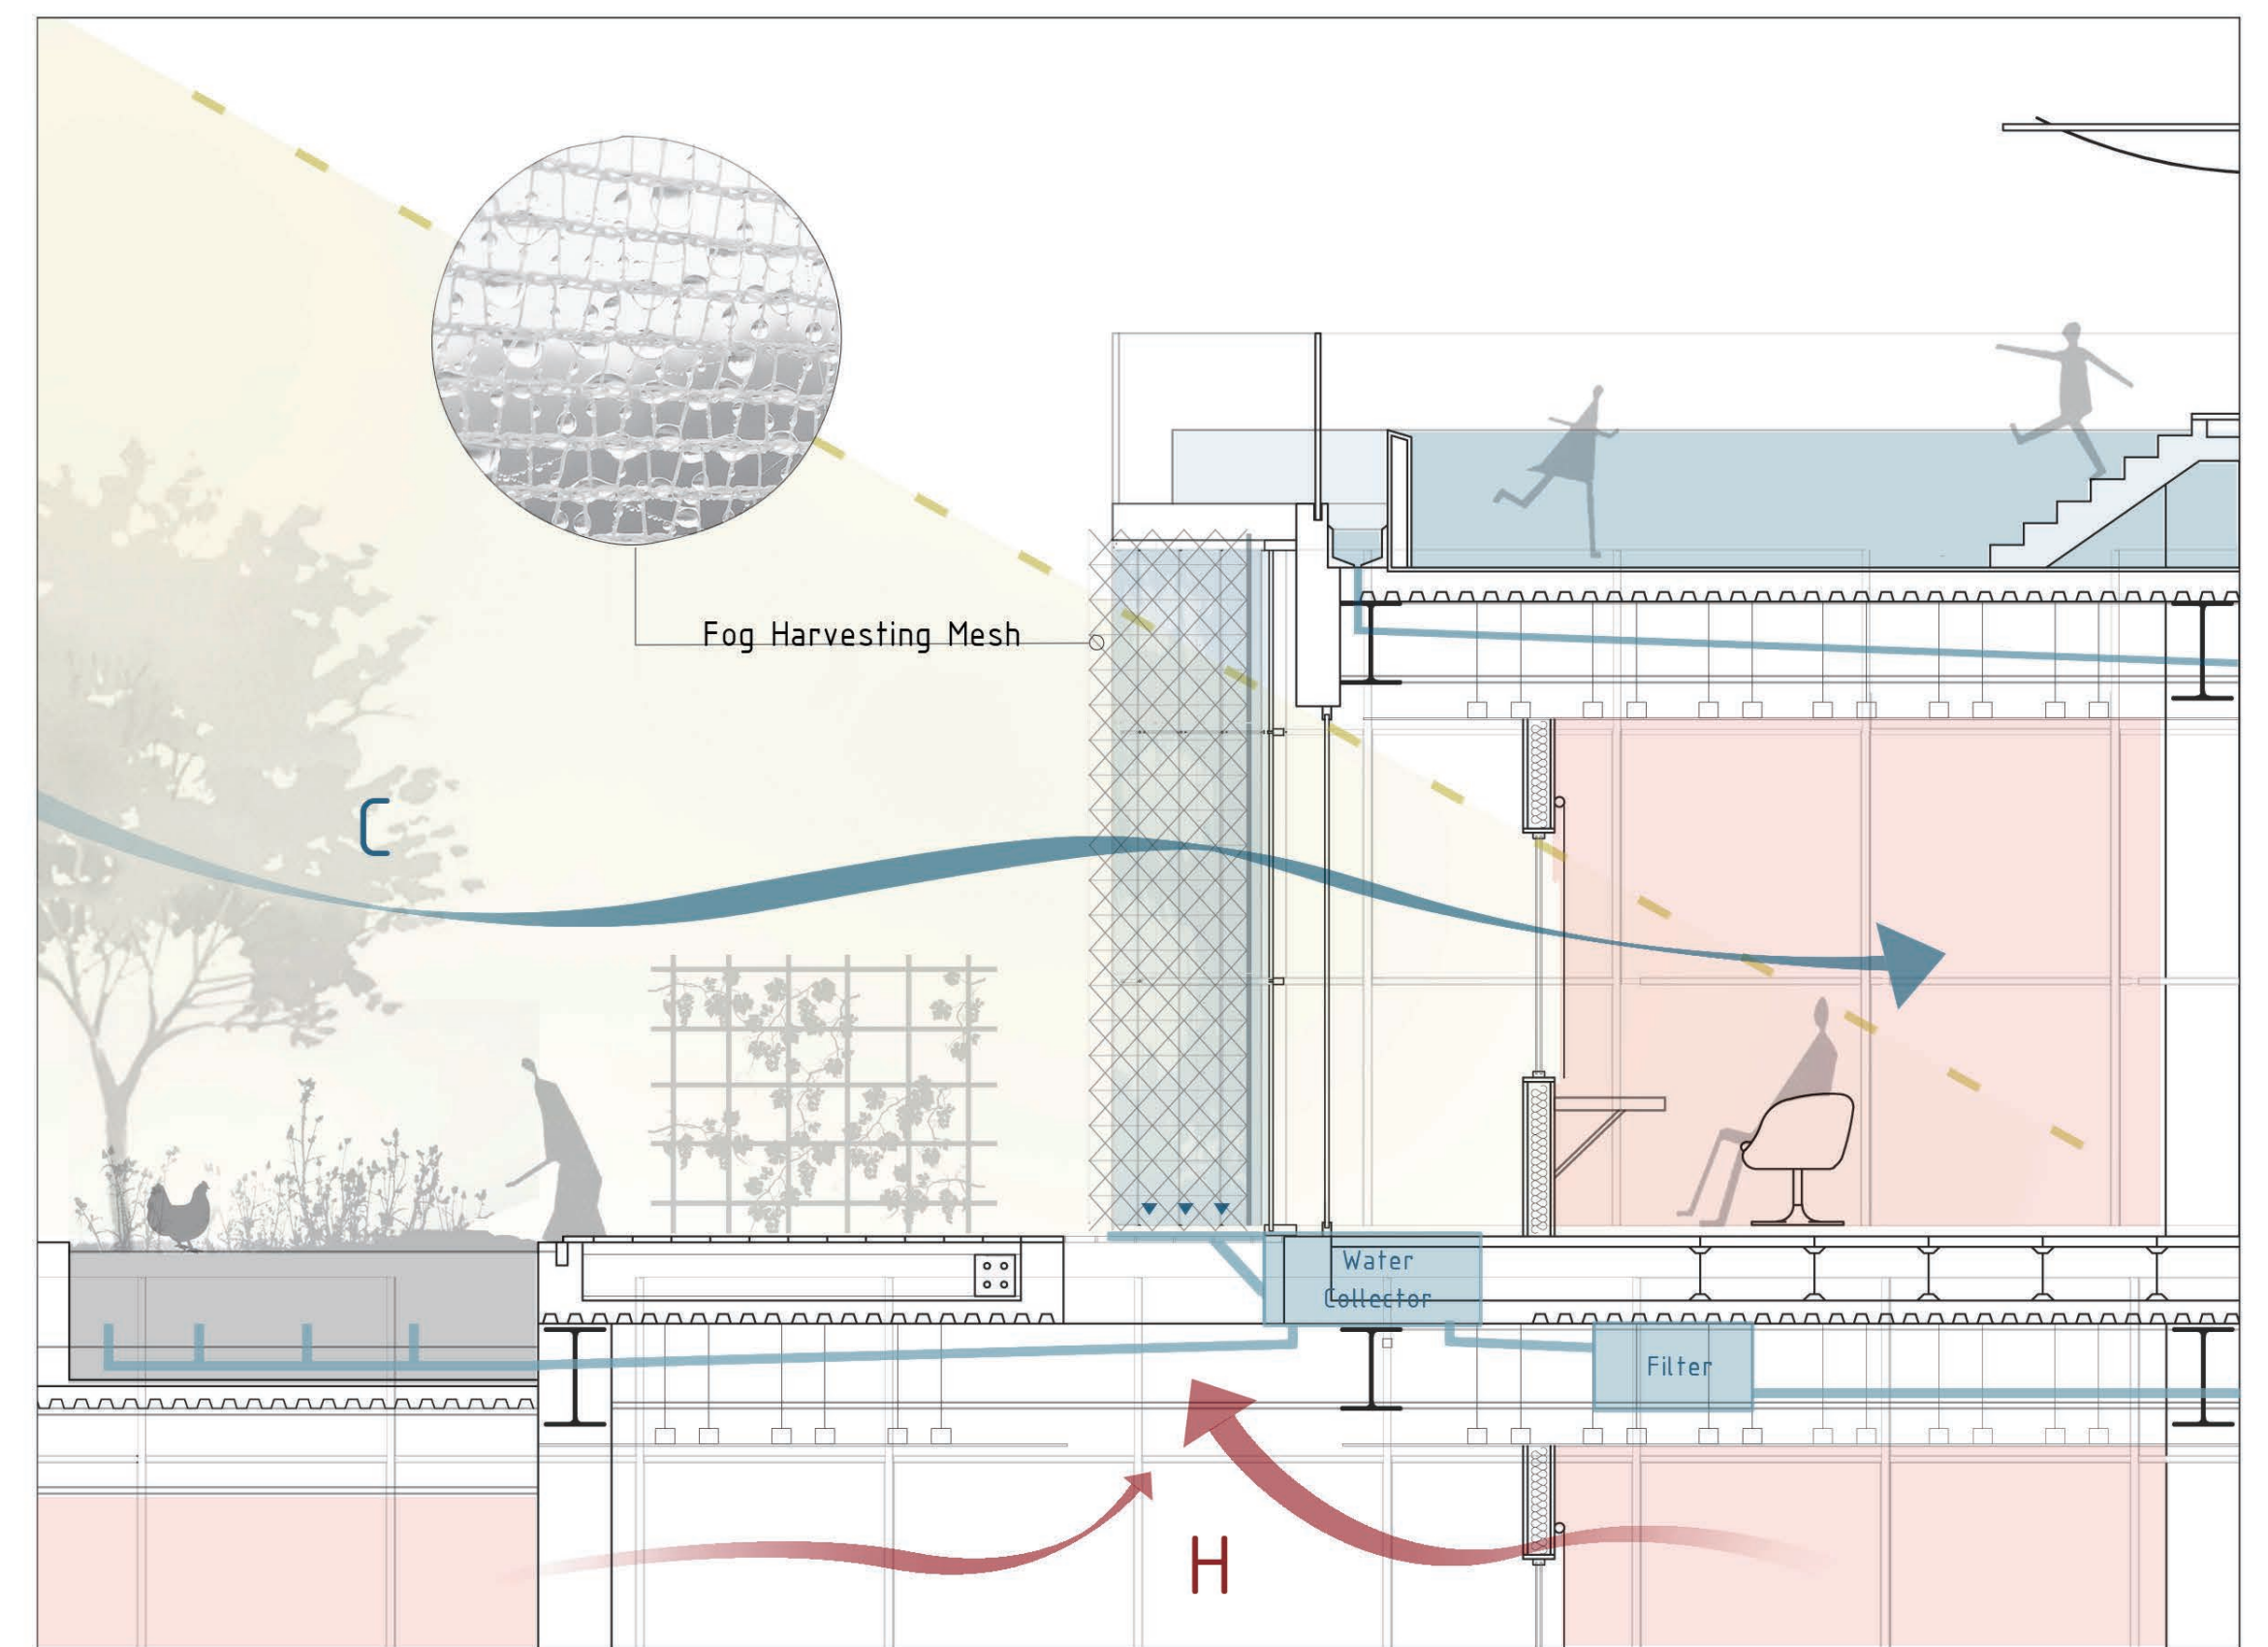 Fog Harvesting Mesh
C
Water
Collector
Filter
H